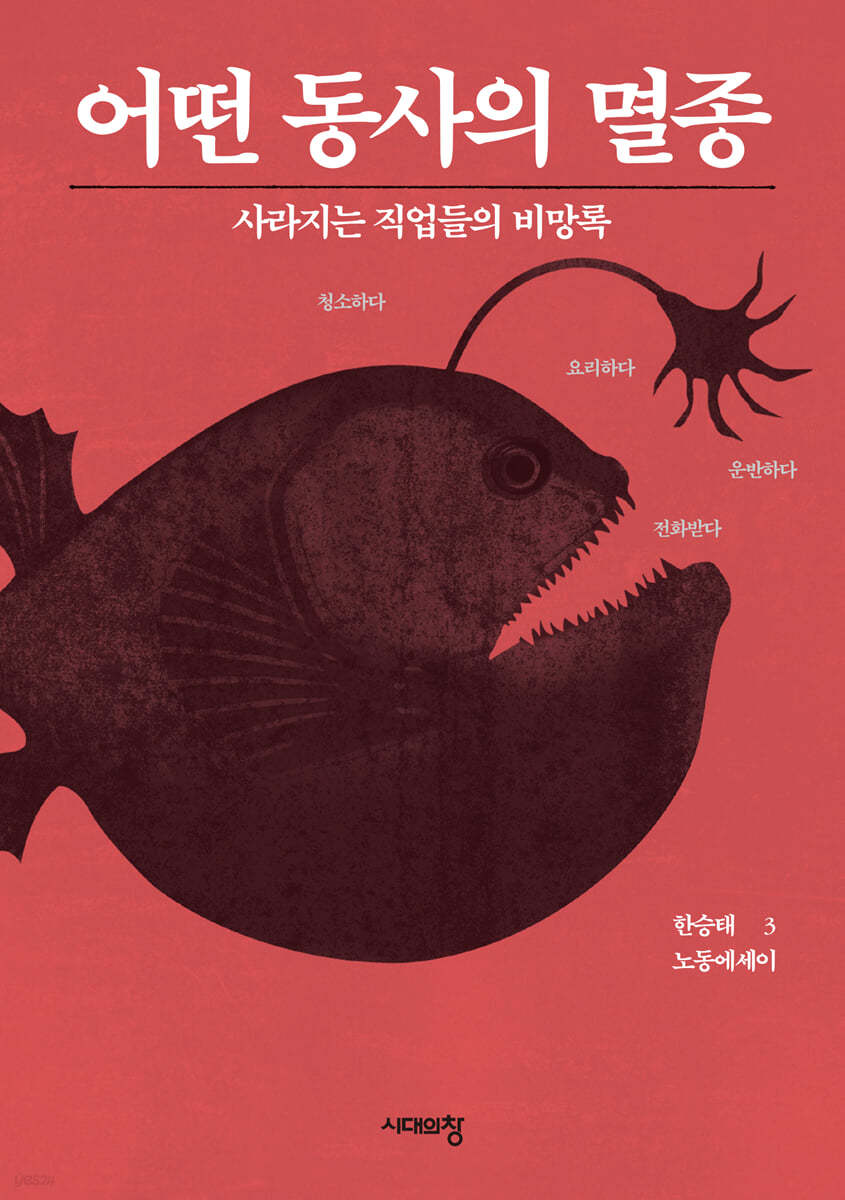 어떤 동사의 멸종
사라지는 직업들의 비망록
청소하다
요리하다
운반하다
전화받다
한승태 3
노동에세이
시대의창
yes24